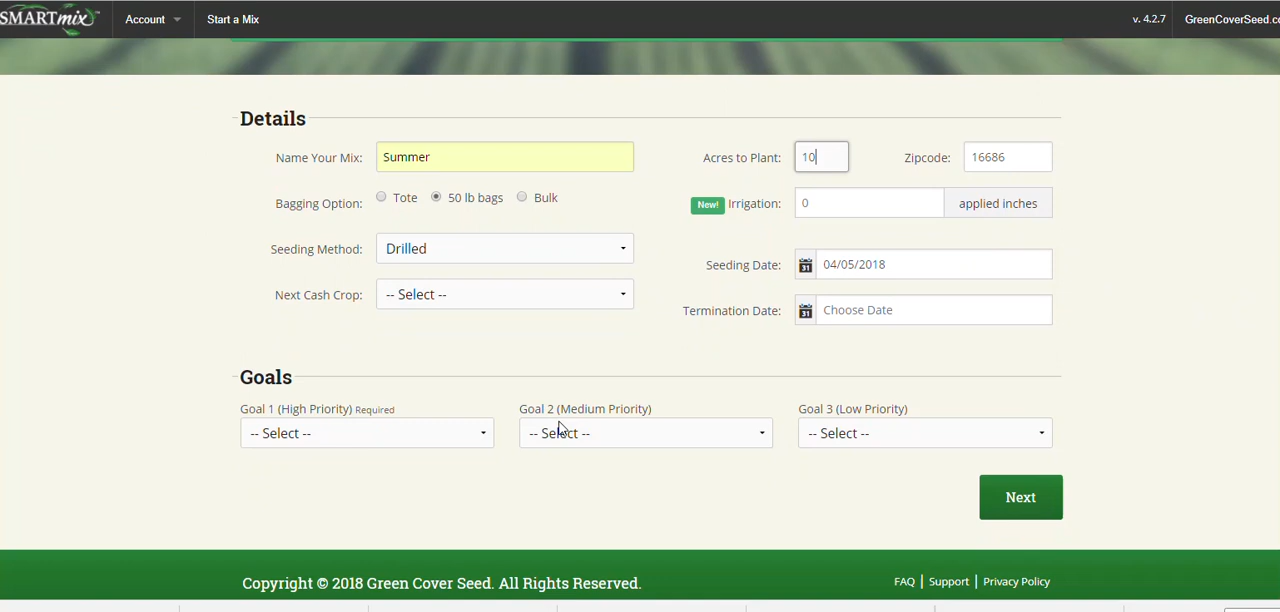 SMARTmix™ Account Start a Mix v. 4.2.7
Details
Name Your Mix: Summer Acres to Plant: 10 Zipcode: 16686
Bagging Option: Tote 50 lb bags Bulk New! Irrigation: 0 applied inches
Seeding Method: Drilled Seeding Date: 31 04/05/2018
Next Cash Crop: -- Select -- Termination Date: 31 Choose Date
Goals
Goal 1 (High Priority) Required Goal 2 (Medium Priority) Goal 3 (Low Priority)
-- Select -- -- Select -- -- Select --
Next
Copyright © 2018 Green Cover Seed. All Rights Reserved. FAQ | Support | Privacy Policy